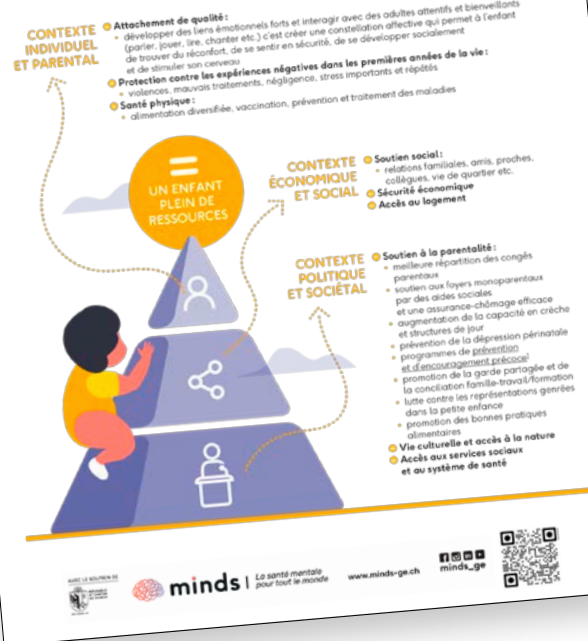 CONTEXTE
INDIVIDUEL
ET PARENTAL
Attachement de qualité :
développer des liens émotionnels forts et interagir avec des adultes attentifs et bienveillants
(parler, jouer, lire, chanter etc.) c'est créer une constellation affective qui permet à l'enfant
de trouver du réconfort, de se sentir en sécurité, de se développer socialement
et de stimuler son cerveau
Protection contre les expériences négatives dans les premières années de la vie :
violences, mauvais traitements, négligence, stress importants et répétés
Santé physique :
alimentation diversifiée, vaccination, prévention et traitement des maladies
=
UN ENFANT
PLEIN DE
RESSOURCES
CONTEXTE
ÉCONOMIQUE
ET SOCIAL
Soutien social :
relations familiales, amis, proches,
collègues, vie de quartier etc.
Sécurité économique
Accès au logement
CONTEXTE
POLITIQUE
ET SOCIÉTAL
Soutien à la parentalité :
meilleure répartition des congés
parentaux
soutien aux foyers monoparentaux
par des aides sociales
et une assurance-chômage efficace
augmentation de la capacité en crèche
et structures de jour
prévention de la dépression périnatale
programmes de prévention
et d'encouragement précoce
promotion de la garde partagée et de
la conciliation famille-travail/formation
lutte contre les représentations genrées
dans la petite enfance
promotion des bonnes pratiques
alimentaires
Vie culturelle et accès à la nature
Accès aux services sociaux
et au système de santé
AVEC LE SOUTIEN DE
minds
La santé mentale
pour tout le monde
www.minds-ge.ch
minds_ge